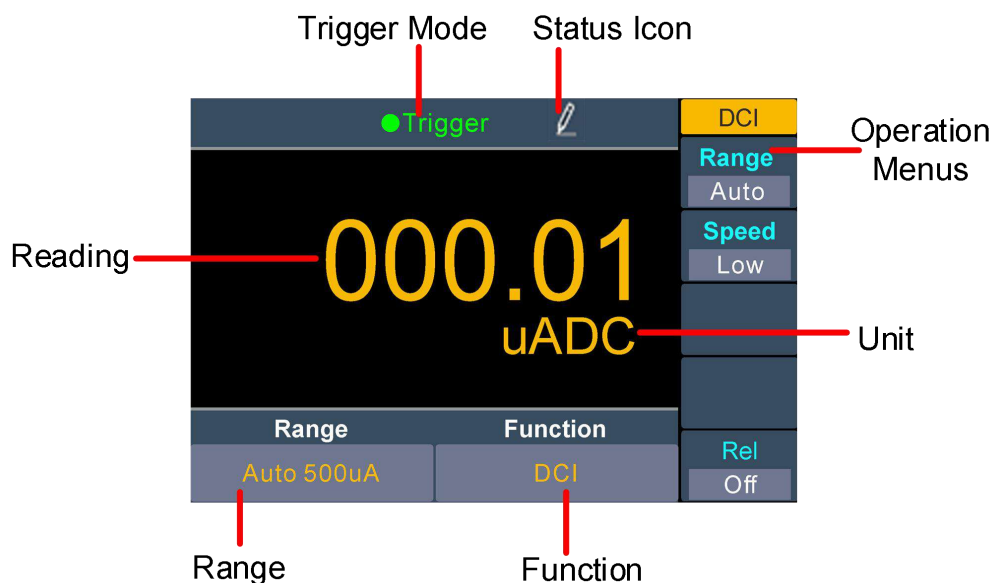 Trigger Mode
Status Icon
Trigger
DCI
Operation
Menus
Range
Auto
Speed
Low
Reading
000.01
uADC
Unit
Range
Function
Auto 500uA
DCI
Rel
Off
Range
Function